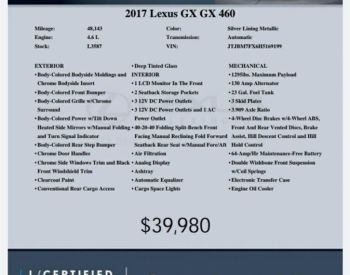 2017 Lexus GX GX 460
Mileage: 48,143 Color: Silver Lining Metallic
Engine: 4.6 L Transmission: Automatic
Stock: L3587 VIN:
EXTERIOR
•Body-Colored Bodyside Moldings and
Chrome Bodyside Insert
•Body-Colored Front Bumper
•Body-Colored Grille w/Chrome
Surround
•Body-Colored Power w/Tilt Down
Heated Side Mirrors w/Manual Folding
and Turn Signal Indicator
•Body-Colored Rear Step Bumper
•Chrome Door Handles
•Chrome Side Windows Trim and Black
Front Windshield Trim
•Clearcoat Paint
•Conventional Rear Cargo Access
•Deep Tinted Glass
INTERIOR
•1 LCD Monitor In The Front
•2 Seatback Storage Pockets
•3 12V DC Power Outlets
•3 12V DC Power Outlets and 1 AC
Power Outlet
•40-20-40 Folding Split-Bench Front
Facing Manual Reclining Fold Forward
Seatback Rear Seat w/Manual Fore/Aft
•Air Filtration
•Analog Display
•Ashtray
•Automatic Equalizer
•Cargo Space Lights
MECHANICAL
•1295lbs. Maximum Payload
•130 Amp Alternator
•23 Gal. Fuel Tank
•3 Skid Plates
•3.909 Axle Ratio
•4-Wheel Disc Brakes w/4-Wheel ABS,
Front And Rear Vented Discs, Brake
Assist, Hill Descent Control and Hill
Hold Control
•64-Amp/Hr Maintenance-Free Battery
•Double Wishbone Front Suspension
w/Coil Springs
•Electronic Transfer Case
•Engine Oil Cooler
$39,980
L/CERTIFIED